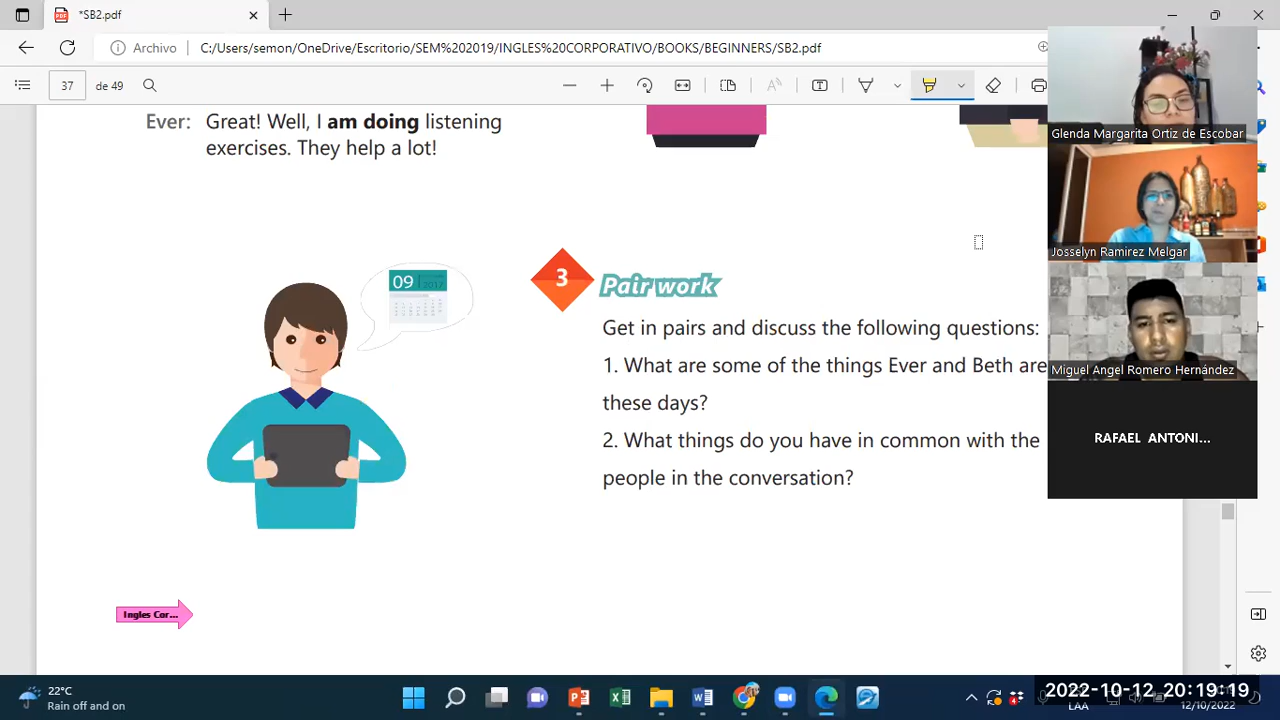 *SB2.pdf
Archivo
C:/Users/semon/OneDrive/Escritorio/SEM%202019/INGLES%20CORPORATIVO/BOOKS/BEGINNERS/SB2.pdf
37
de 49
Ever: Great! Well, I am doing listening
exercises. They help a lot!
09
2017
3
Pair work
Get in pairs and discuss the following questions:
1. What are some of the things Ever and Beth are
these days?
2. What things do you have in common with the
people in the conversation?
Ingles Cor...
Glenda Margarita Ortiz de Escobar
Josselyn Ramirez Melgar
Miguel Angel Romero Hernández
RAFAEL ANTONI...
22°C
Rain off and on
2022-10-12 20:19:19
LAA
12/10/2022